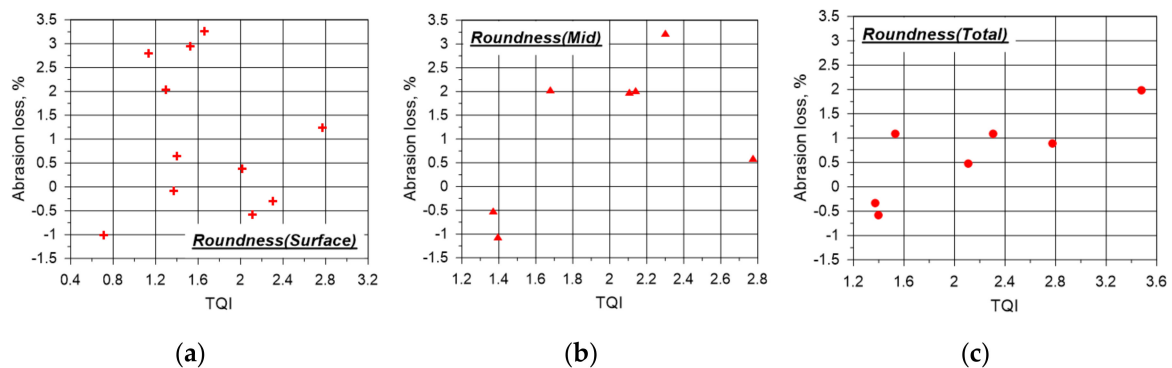 3.5
3
2.5
2
1.5
1
0.5
0
-0.5
-1
-1.5
Abrasion loss, %
Roundness(Surface)
0.4 0.8 1.2 1.6 2 2.4 2.8 3.2
TQI
(a)
3.5
3
2.5
2
1.5
1
0.5
0
-0.5
-1
-1.5
Abrasion loss, %
Roundness(Mid)
1.2 1.4 1.6 1.8 2 2.2 2.4 2.6 2.8
TQI
(b)
3.5
3
2.5
2
1.5
1
0.5
0
-0.5
-1
-1.5
Abrasion loss, %
Roundness(Total)
1.2 1.6 2 2.4 2.8 3.2 3.6
TQI
(c)